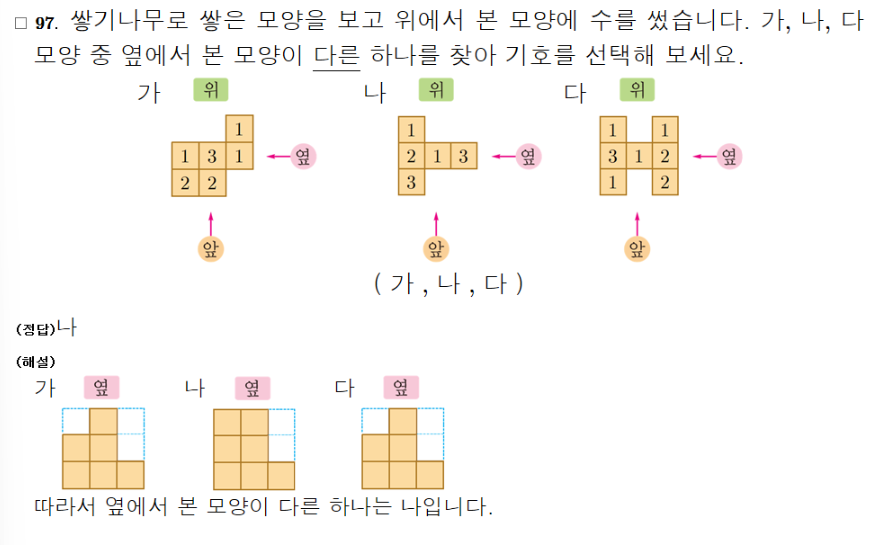 □ 97. 쌓기나무로 쌓은 모양을 보고 위에서 본 모양에 수를 썼습니다. 가, 나, 다
모양 중 옆에서 본 모양이 다른 하나를 찾아 기호를 선택해 보세요.
가 위 나 위 다 위
1 1 1 1
1 3 1 옆 2 1 3 옆 3 1 2 옆
2 2 3 1 2
앞 앞 앞
( 가 , 나 , 다 )
(정답)나
(해설)
가 옆 나 옆 다 옆
따라서 옆에서 본 모양이 다른 하나는 나입니다.